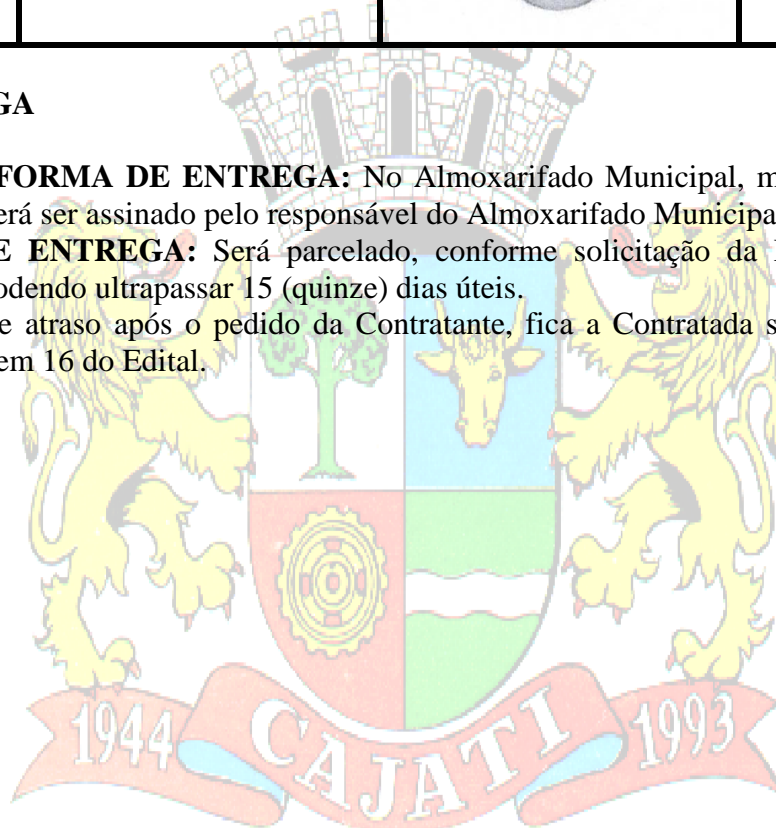 GA
FORMA DE ENTREGA: No Almoxarifado Municipal, m
erá ser assinado pelo responsável do Almoxarifado Municipa
E ENTREGA: Será parcelado, conforme solicitação da
odendo ultrapassar 15 (quinze) dias úteis.
e atraso após o pedido da Contratante, fica a Contratada s
em 16 do Edital.
1944 CAJATI 1993